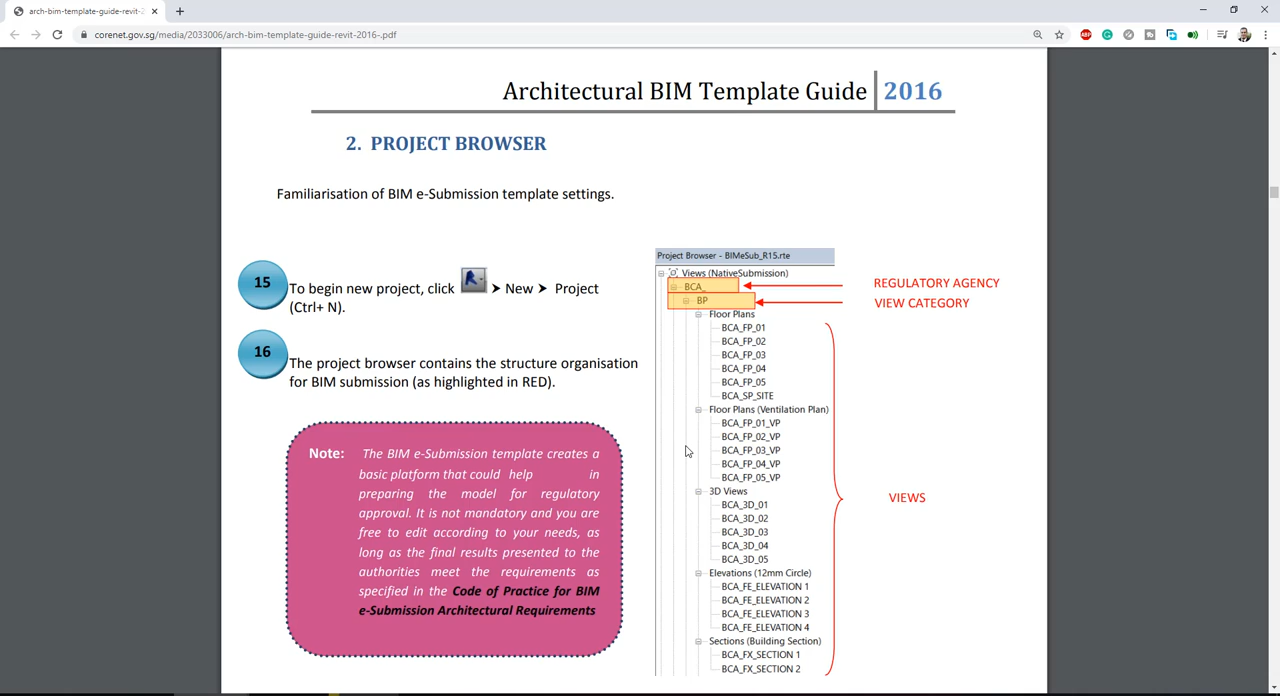 arch-bim-template-guide-revit-2
corenet.gov.sg/media/2033006/arch-bim-template-guide-revit-2016-.pdf
ABP
Architectural BIM Template Guide 2016
2. PROJECT BROWSER
Familiarisation of BIM e-Submission template settings.
15
To begin new project, click New Project
(Ctrl+ N).
16
The project browser contains the structure organisation
for BIM submission (as highlighted in RED).
Note: The BIM e-Submission template creates a
basic platform that could help in
preparing the model for regulatory
approval. It is not mandatory and you are
free to edit according to your needs, as
long as the final results presented to the
authorities meet the requirements as
specified in the Code of Practice for BIM
e-Submission Architectural Requirements
Project Browser - BIMeSub_R15.rte
Views (NativeSubmission)
BCA_
BP
Floor Plans
BCA_FP_01
BCA_FP_02
BCA_FP_03
BCA_FP_04
BCA_FP_05
BCA_SP_SITE
Floor Plans (Ventilation Plan)
BCA_FP_01_VP
BCA_FP_02_VP
BCA_FP_03_VP
BCA_FP_04_VP
BCA_FP_05_VP
3D Views
BCA_3D_01
BCA_3D_02
BCA_3D_03
BCA_3D_04
BCA_3D_05
Elevations (12mm Circle)
BCA_FE_ELEVATION 1
BCA_FE_ELEVATION 2
BCA_FE_ELEVATION 3
BCA_FE_ELEVATION 4
Sections (Building Section)
BCA_FX_SECTION 1
BCA_FX_SECTION 2
REGULATORY AGENCY
VIEW CATEGORY
VIEWS